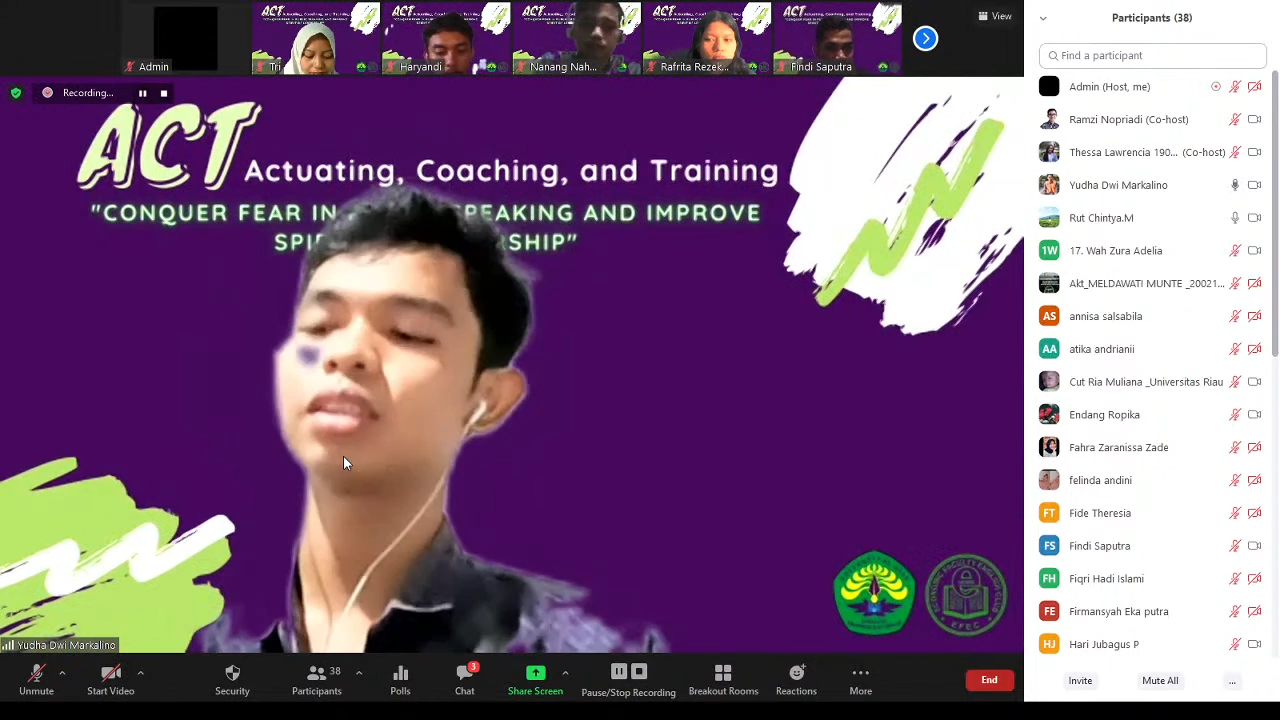 View
Admin
Tri
Haryandi
Nanang Nah...
Rafrita Rezek...
Findi Saputra
Recording...
ACT Actuating, Coaching, and Training
"CONQUER FEAR IN PEAKING AND IMPROVE
SPI RSHIP"
Yudha Dwi Markalino
Participants (38)
Find a participant
Admin (Host, me)
Ramzi Nopriadi (Co-host)
Thessa Lawrencia 190... (Co-host)
Yudha Dwi Markalino
Rut Chintya.M
1W 17. Wah Zura Adelia
Akt_MELDAWATI MUNTE _2001
AS annisa salsabila
AA atika andrianii
Cut Ria Muliana _Universitas Riau
Endang Ropika
Fahra Zaranissa Zade
felinda andini
FT Fide Theresia
FS Findi Saputra
FH Fiqri Hadi Islami
FE Firmansyah Eka putra
HJ Hari Jubagus P
Unmute
Start Video
Security
38
Participants
Polls
3
Chat
Share Screen
Pause/Stop Recording
Breakout Rooms
Reactions
More
End
Invite
Mute All
...